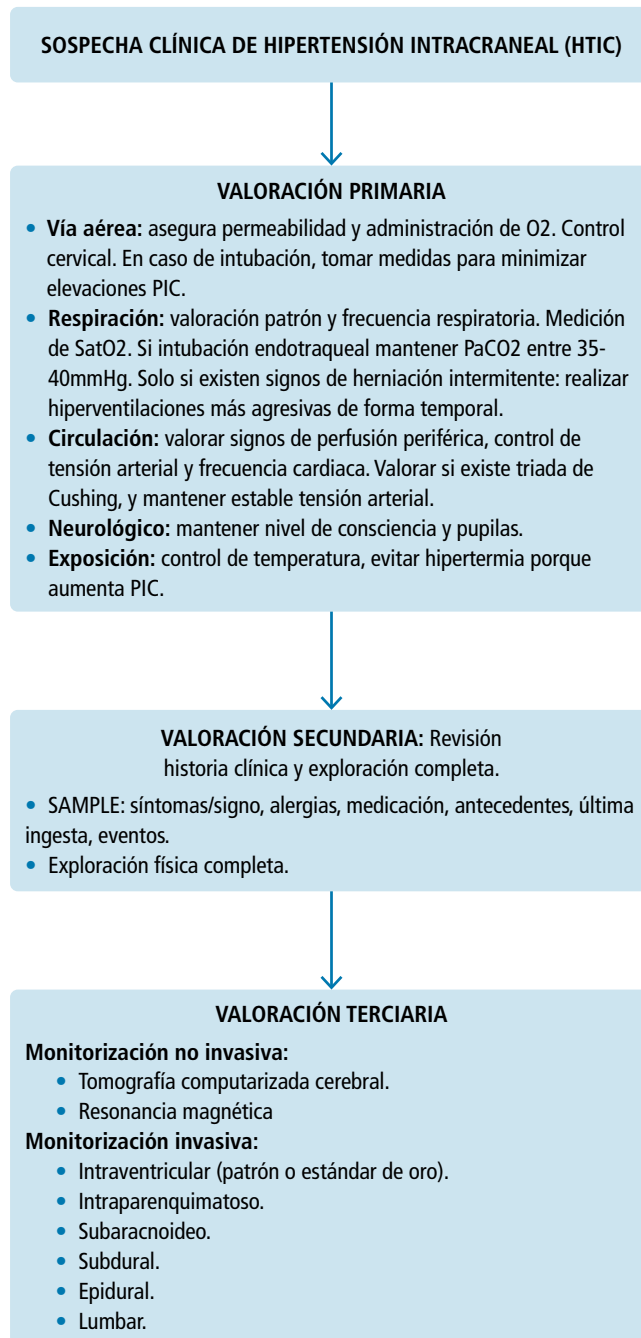 SOSPECHA CLÍNICA DE HIPERTENSIÓN INTRACRANEAL (HTIC)
VALORACIÓN PRIMARIA
• Vía aérea: asegura permeabilidad y administración de O2. Control
cervical. En caso de intubación, tomar medidas para minimizar
elevaciones PIC.
• Respiración: valoración patrón y frecuencia respiratoria. Medición
de SatO2. Si intubación endotraqueal mantener PaCO2 entre 35-
40mmHg. Solo si existen signos de herniación intermitente: realizar
hiperventilaciones más agresivas de forma temporal.
• Circulación: valorar signos de perfusión periférica, control de
tensión arterial y frecuencia cardiaca. Valorar si existe triada de
Cushing, y mantener estable tensión arterial.
• Neurológico: mantener nivel de consciencia y pupilas.
• Exposición: control de temperatura, evitar hipertermia porque
aumenta PIC.
VALORACIÓN SECUNDARIA: Revisión
historia clínica y exploración completa.
• SAMPLE: síntomas/signo, alergias, medicación, antecedentes, última
ingesta, eventos.
• Exploración física completa.
VALORACIÓN TERCIARIA
Monitorización no invasiva:
• Tomografía computarizada cerebral.
• Resonancia magnética
Monitorización invasiva:
• Intraventricular (patrón o estándar de oro).
• Intraparenquimatoso.
• Subaracnoideo.
• Subdural.
• Epidural.
• Lumbar.